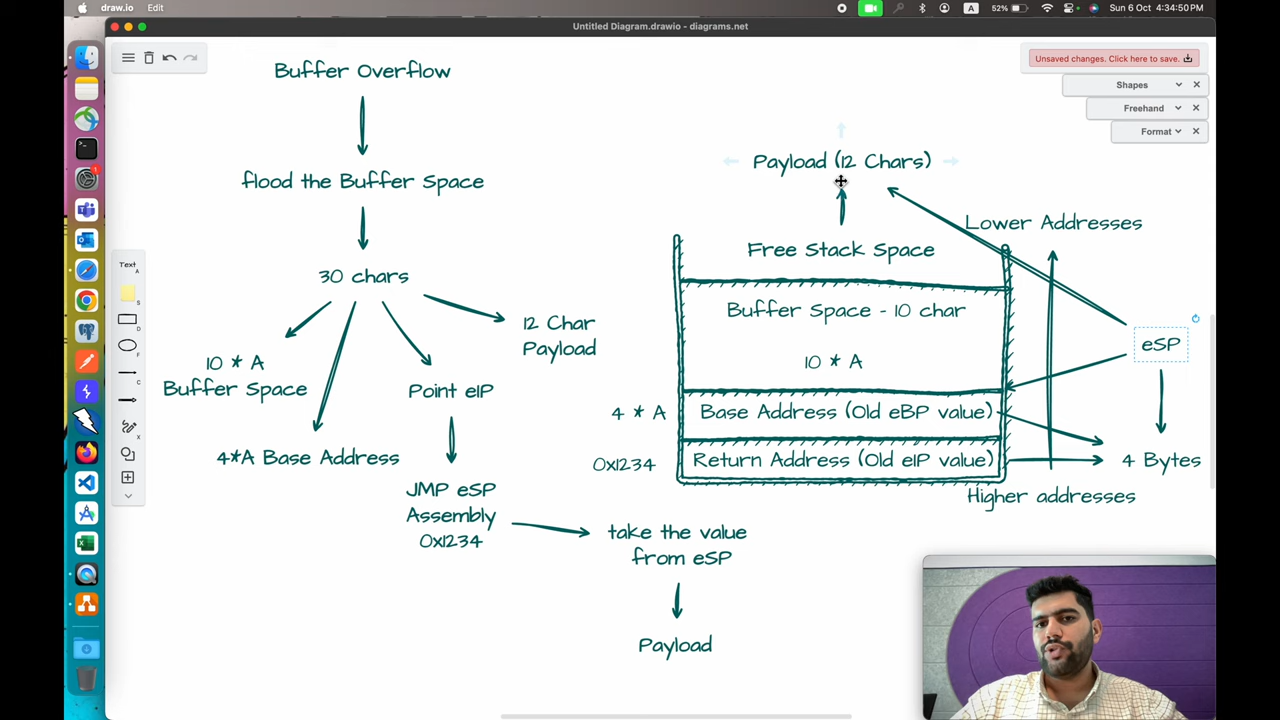 draw.io Edit
52%
A
Sun 6 Oct 4:34:50 PM
Untitled Diagram.drawio - diagrams.net
Unsaved changes. Click here to save.
Shapes
Freehand
Format
Text
Buffer Overflow
flood the Buffer Space
30 chars
10 * A
Buffer Space
4*A Base Address
Point eIP
12 Char
Payload
JMP eSP
Assembly
0x1234
take the value
from eSP
Payload
Payload (12 Chars)
Lower Addresses
Free Stack Space
Buffer Space - 10 char
10 * A
eSP
4 * A
Base Address (Old eBP value)
0x1234
Return Address (Old eIP value)
4 Bytes
Higher addresses